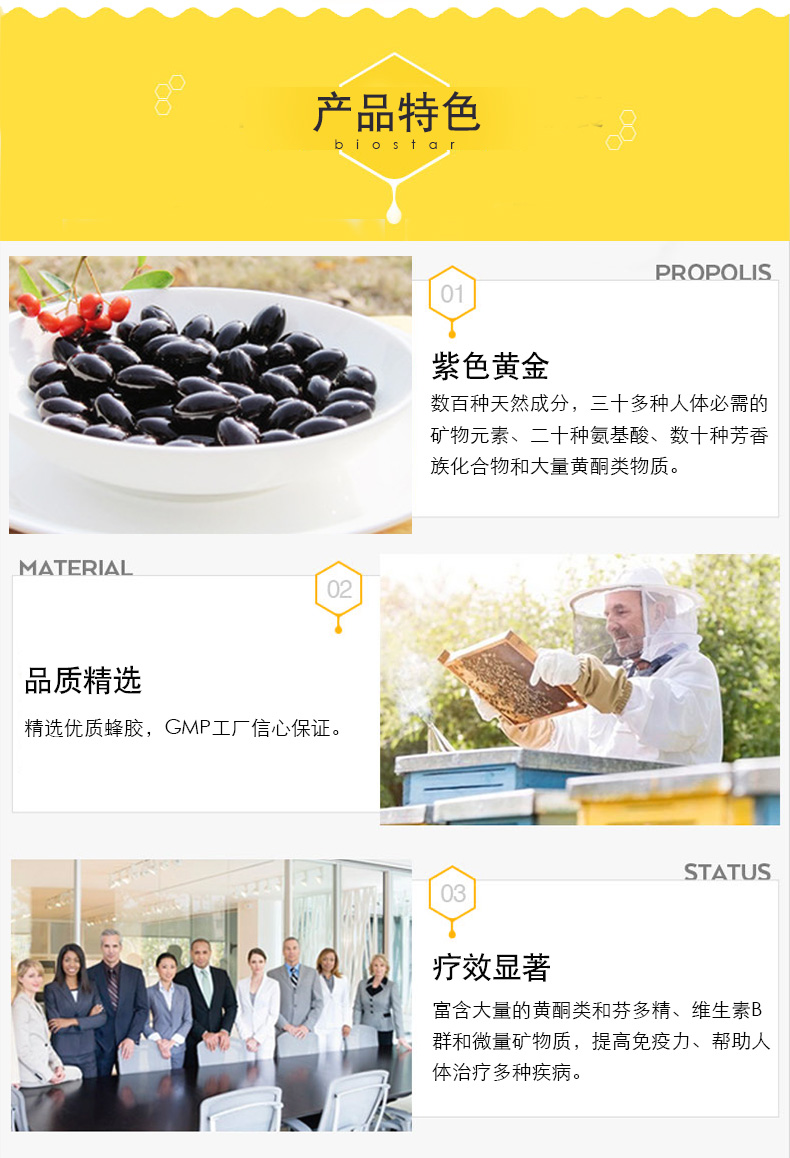 产品特色
biostar
PROPOLIS
01
紫色黄金
数百种天然成分，三十多种人体必需的
矿物元素、二十种氨基酸、数十种芳香
族化合物和大量黄酮类物质。
MATERIAL
02
品质精选
精选优质蜂胶，GMP工厂信心保证。
STATUS
03
疗效显著
富含大量的黄酮类和芬多精、维生素B
群和微量矿物质，提高免疫力、帮助人
体治疗多种疾病。